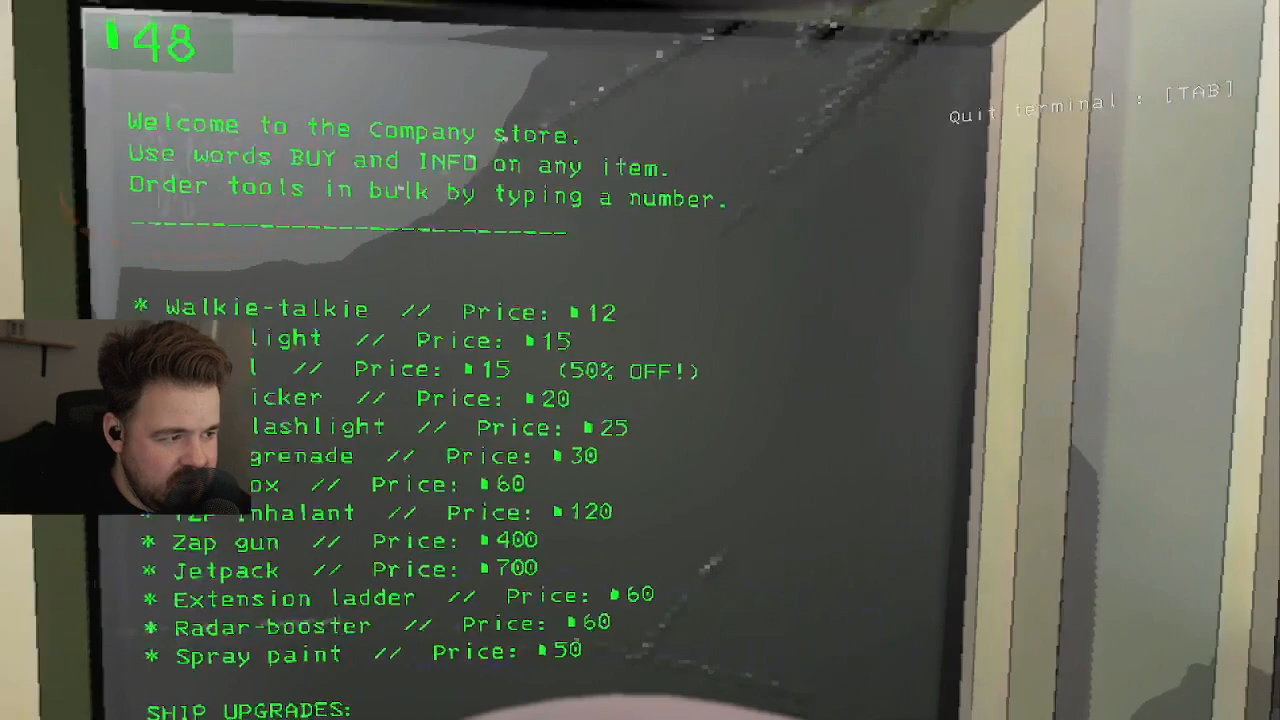 ▮48
Quit terminal : [TAB]
Welcome to the Company store.
Use words BUY and INFO on any item.
Order tools in bulk by typing a number.
----------------------------
* Walkie-talkie // Price: ▮12
light // Price: ▮15
l // Price: ▮15 (50% OFF!)
icker // Price: ▮20
lashlight // Price: ▮25
grenade // Price: ▮30
ox // Price: ▮60
* TZP-Inhalant // Price: ▮120
* Zap gun // Price: ▮400
* Jetpack // Price: ▮700
* Extension ladder // Price: ▮60
* Radar-booster // Price: ▮60
* Spray paint // Price: ▮50
SHIP UPGRADES: